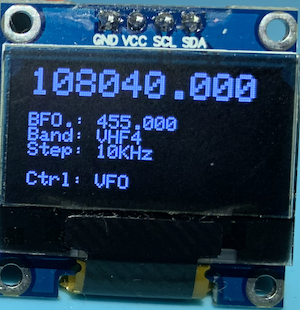 GND VCC SCL SDA
108040.000
BFO.: 455.000
Band: VHF4
Step: 10KHz
Ctrl: VFO